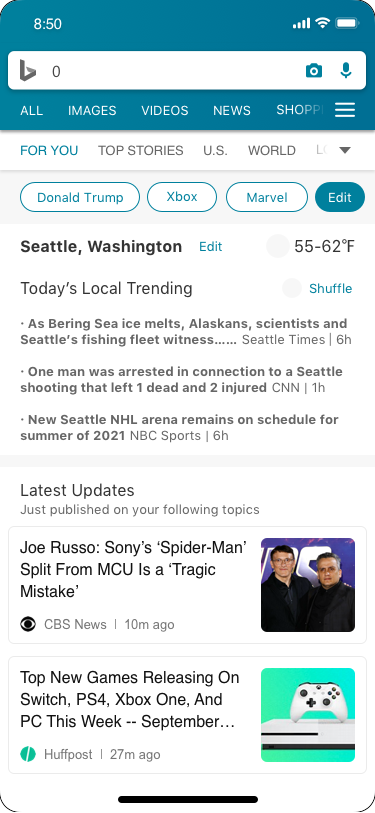 8:50
0
ALL IMAGES VIDEOS NEWS SHOPP
FOR YOU TOP STORIES U.S. WORLD
Donald Trump Xbox Marvel Edit
Seattle, Washington Edit 55-62°F
Today's Local Trending Shuffle
· As Bering Sea ice melts, Alaskans, scientists and
Seattle's fishing fleet witness...... Seattle Times | 6h
· One man was arrested in connection to a Seattle
shooting that left 1 dead and 2 injured CNN | 1h
· New Seattle NHL arena remains on schedule for
summer of 2021 NBC Sports | 6h
Latest Updates
Just published on your following topics
Joe Russo: Sony's 'Spider-Man'
Split From MCU Is a 'Tragic
Mistake'
CBS News | 10m ago
Top New Games Releasing On
Switch, PS4, Xbox One, And
PC This Week -- September...
Huffpost | 27m ago